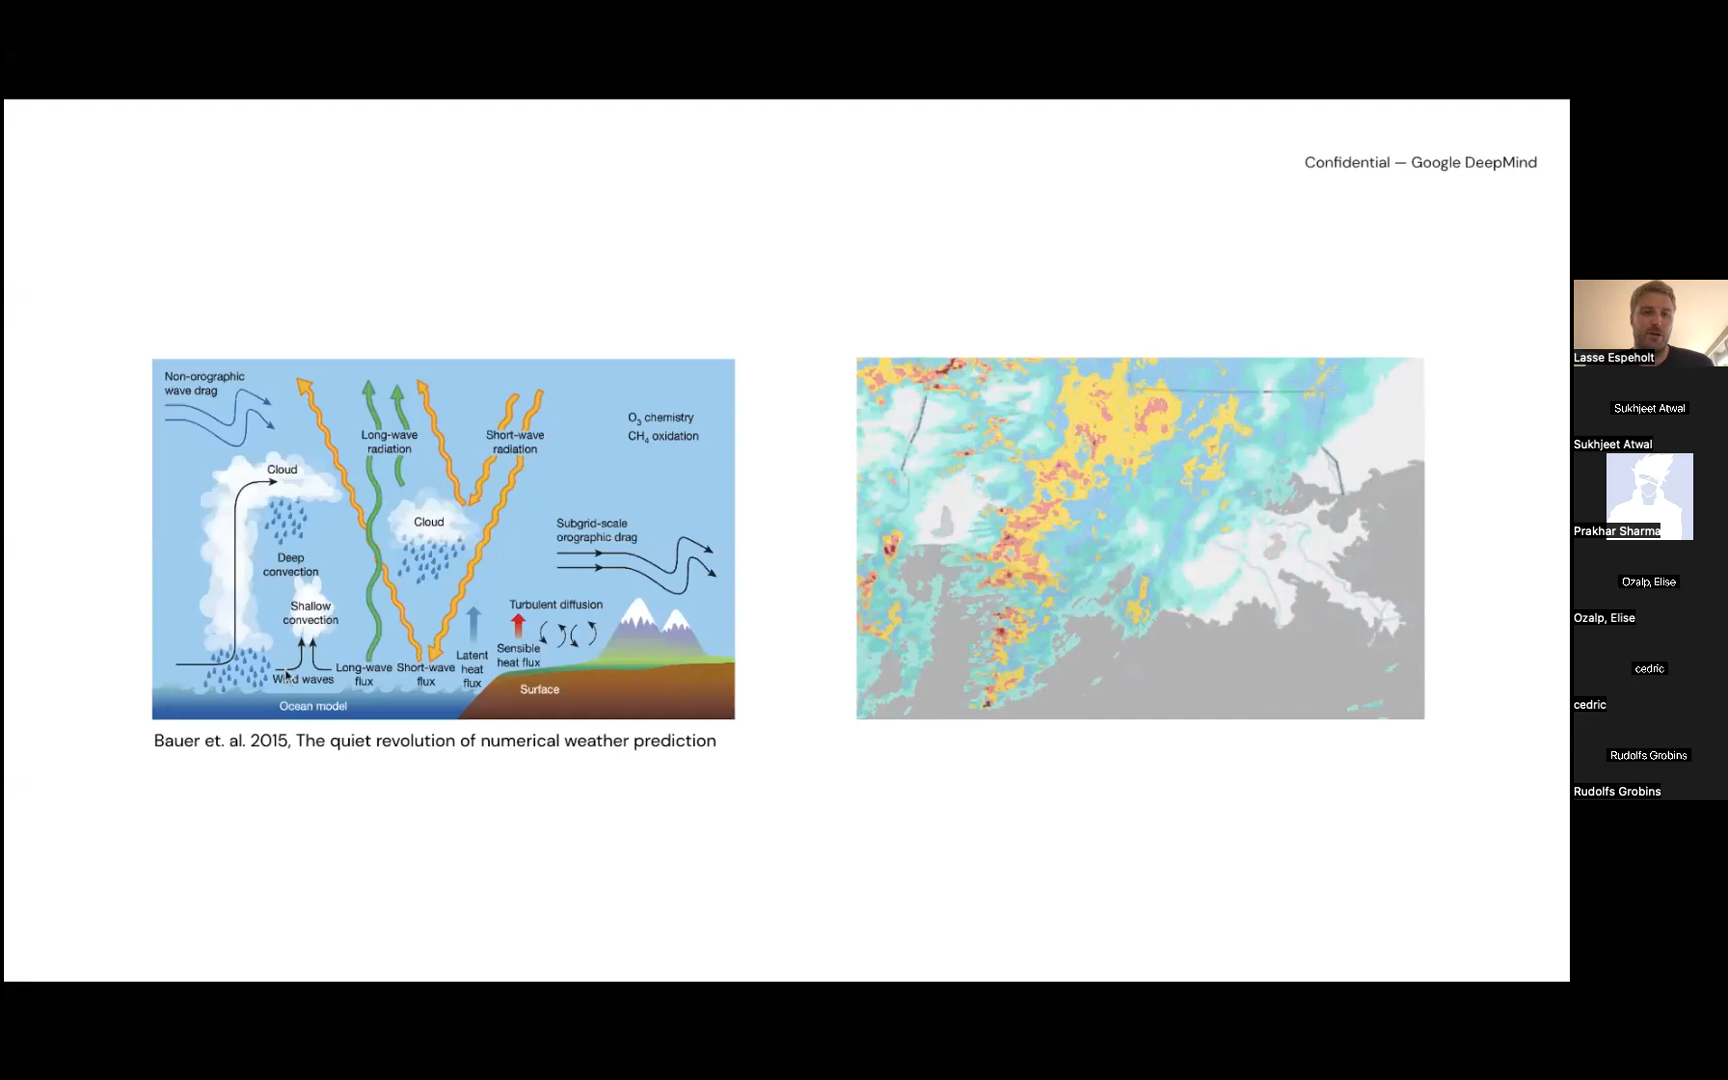 Confidential — Google DeepMind
Non-orographic
wave drag
Cloud
Deep
convection
Shallow
convection
Wind waves
Ocean model
Long-wave
radiation
Short-wave
radiation
Cloud
O3 chemistry
CH4 oxidation
Subgrid-scale
orographic drag
Turbulent diffusion
Long-wave
flux
Short-wave
flux
Latent
heat
flux
Sensible
heat flux
Surface
Bauer et. al. 2015, The quiet revolution of numerical weather prediction
Lasse Espeholt
Sukhjeet Atwal
Sukhjeet Atwal
Prakhar Sharma
Ozalp, Elise
Ozalp, Elise
cedric
cedric
Rudolfs Grobins
Rudolfs Grobins